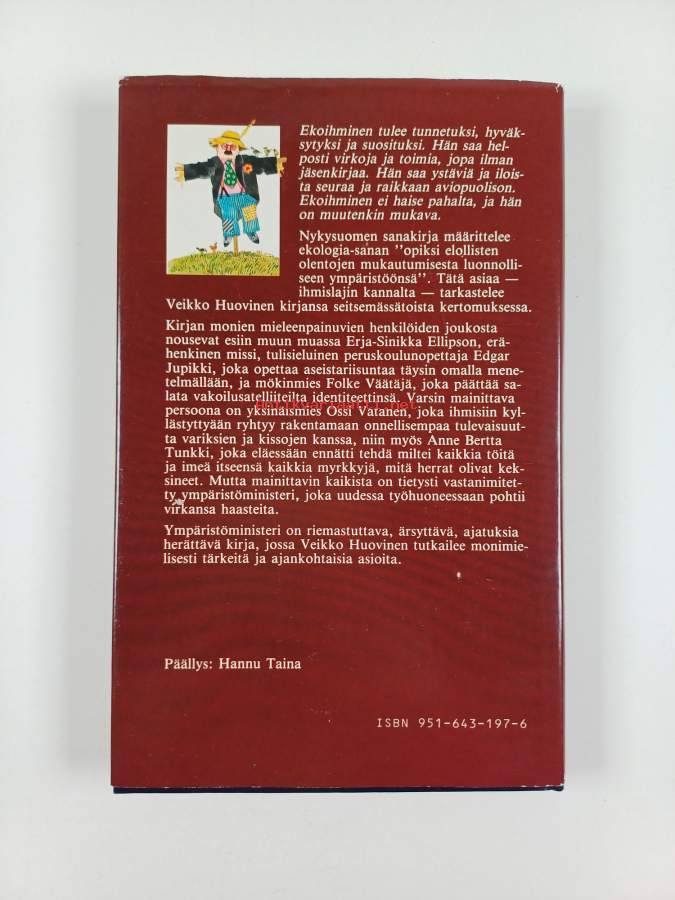 Ekoihminen tulee tunnetuksi, hyväk-
sytyksi ja suosituksi. Hän saa hel-
posti virkoja ja toimia, jopa ilman
jäsenkirjaa. Hän saa ystäviä ja ilois-
ta seuraa ja raikkaan aviopuolison.
Ekoihminen ei haise pahalta, ja hän
on muutenkin mukava.
Nykysuomen sanakirja määrittelee
ekologia-sanan "opiksi elollisten
olentojen mukautumisesta luonnolli-
seen ympäristöönsä". Tätä asiaa —
ihmislajin kannalta — tarkastelee
Veikko Huovinen kirjansa seitsemässätoista kertomuksessa.
Kirjan monien mieleenpainuvien henkilöiden joukosta
nousevat esiin muun muassa Erja-Sinikka Ellipson, erä-
henkinen missi, tulisieluinen peruskoulunopettaja Edgar
Jupikki, joka opettaa aseistariisuntaa täysin omalla mene-
telmällään, ja mökinmies Folke Väätäjä, joka päättää sa-
lata vakoilusatelliiteilta identiteettinsä. Varsin mainittava
persoona on yksinäismies Ossi Vatanen, joka ihmisiin kyl-
lästyttyään ryhtyy rakentamaan onnellisempaa tulevaisuut-
ta variksien ja kissojen kanssa, niin myös Anne Bertta
Tunkki, joka eläessään ennätti tehdä miltei kaikkia töitä
ja imeä itseensä kaikkia myrkkyjä, mitä herrat olivat kek-
sineet. Mutta mainittavin kaikista on tietysti vastanimitet-
ty ympäristöministeri, joka uudessa työhuoneessaan pohtii
virkansa haasteita.
Ympäristöministeri on riemastuttava, ärsyttävä, ajatuksia
herättävä kirja, jossa Veikko Huovinen tutkailee monimie-
lisesti tärkeitä ja ajankohtaisia asioita.
Päällys: Hannu Taina
ISBN 951-643-197-6